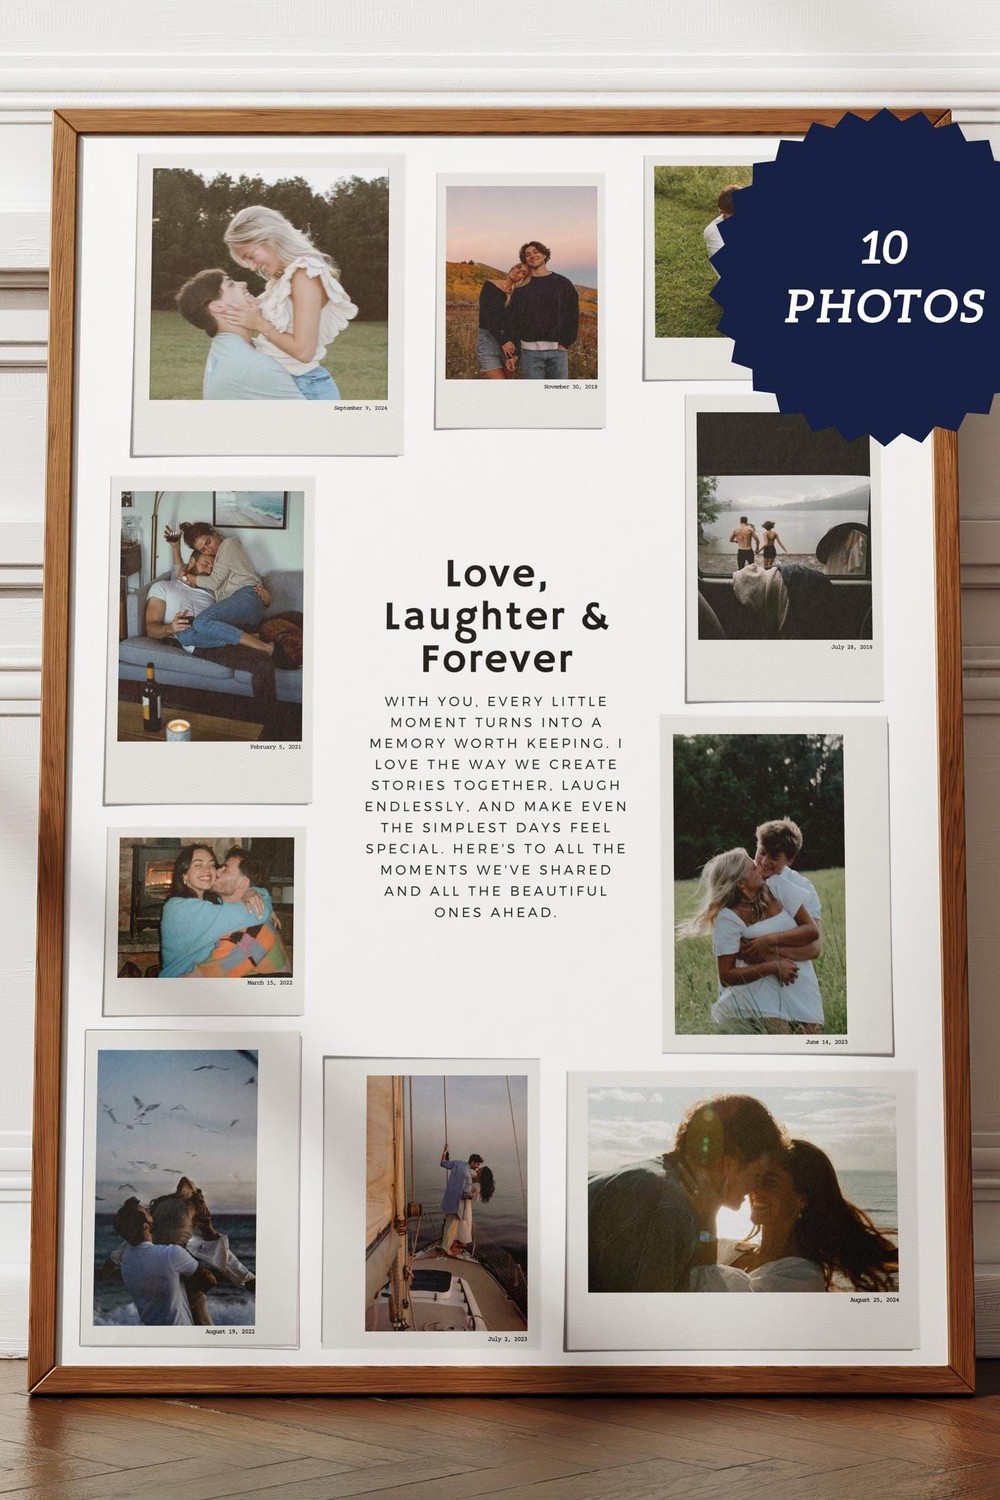 10
PHOTOS
September 9, 2024
November 30, 2018
July 28, 2018
February 5, 2021
Love,
Laughter &
Forever
WITH YOU, EVERY LITTLE
MOMENT TURNS INTO A
MEMORY WORTH KEEPING. I
LOVE THE WAY WE CREATE
STORIES TOGETHER, LAUGH
ENDLESSLY, AND MAKE EVEN
THE SIMPLEST DAYS FEEL
SPECIAL. HERE'S TO ALL THE
MOMENTS WE'VE SHARED
AND ALL THE BEAUTIFUL
ONES AHEAD.
March 15, 2022
June 14, 2023
August 19, 2022
July 2, 2023
August 25, 2024